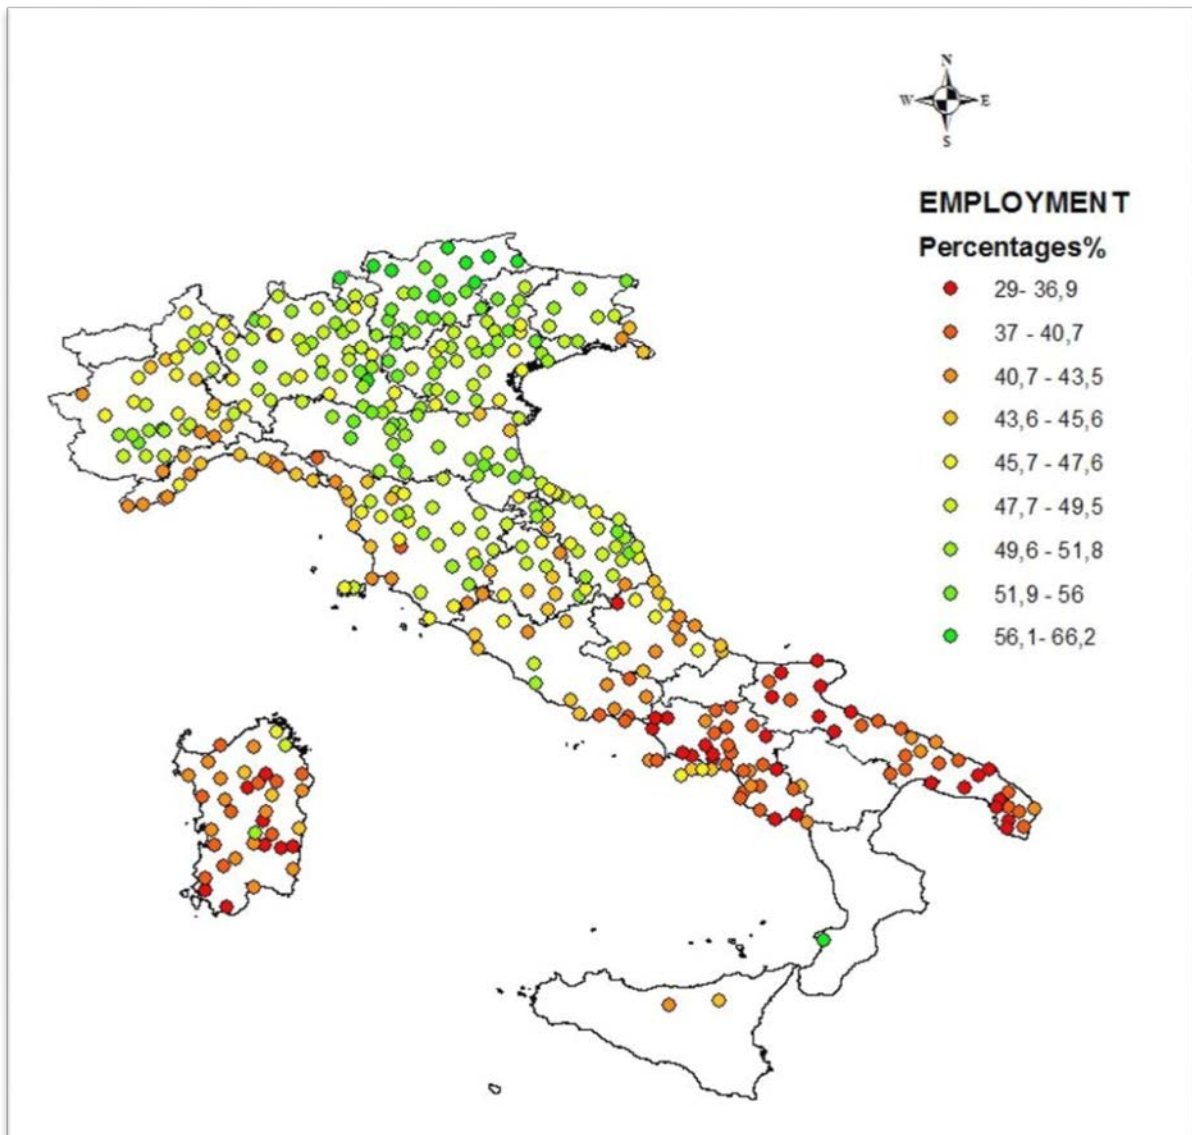 N
W E
S
EMPLOYMENT
Percentages%
29- 36,9
37 - 40,7
40,7 - 43,5
43,6 - 45,6
45,7 - 47,6
47,7 - 49,5
49,6 - 51,8
51,9 - 56
56,1- 66,2